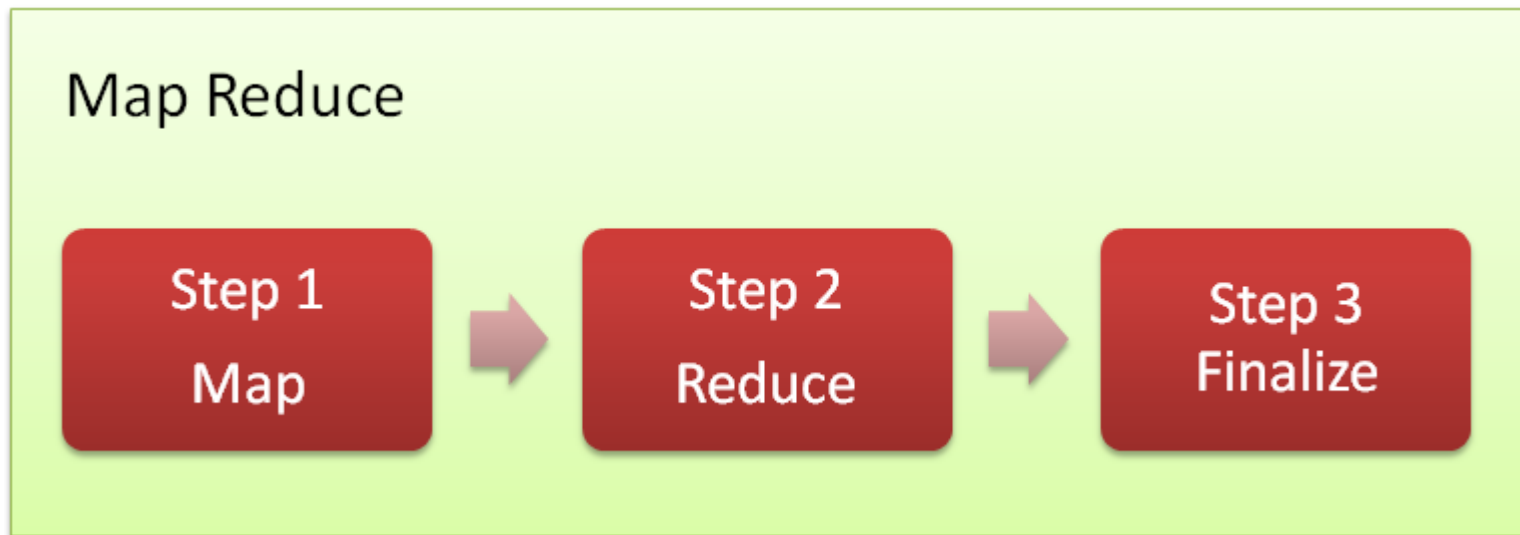 Map Reduce
Step 1
Map
Step 2
Reduce
Step 3
Finalize